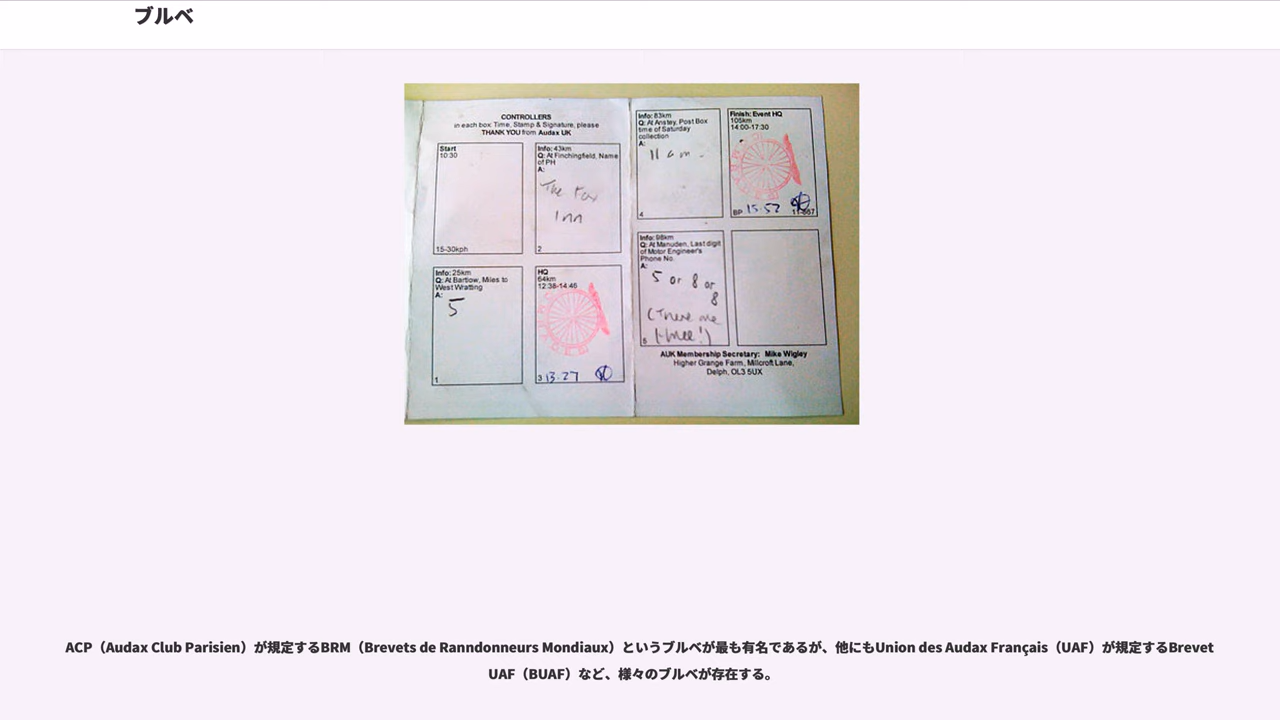 ブルベ
CONTROLLERS
in each box: Time, Stamp & Signature, please
THANK YOU from Audax UK
Start
10:30
15-30kph
Info: 43km
Q: At Finchingfield, Name
of PH
A:
The Fox
Inn
2
Info: 25km
Q: At Bartlow, Miles to
West Wratting
A:
5
1
HQ
64km
12:38-14:46
3 13.27
Info: 83km
Q: At Anstey, Post Box
time of Saturday
collection
A:
11 am.
4
Finish: Event HQ
105km
14:00-17:30
BP 15.52 11-667
Info: 98km
Q: At Manuden, Last digit
of Motor Engineer's
Phone No.
A:
5 or 8 or
8
(There are
three!)
5
AUK Membership Secretary: Mike Wigley
Higher Grange Farm, Millcroft Lane,
Delph, OL3 5UX
ACP（Audax Club Parisien）が規定するBRM（Brevets de Ranndonneurs Mondiaux）というブルベが最も有名であるが、他にもUnion des Audax Français（UAF）が規定するBrevet
UAF（BUAF）など、様々のブルベが存在する。